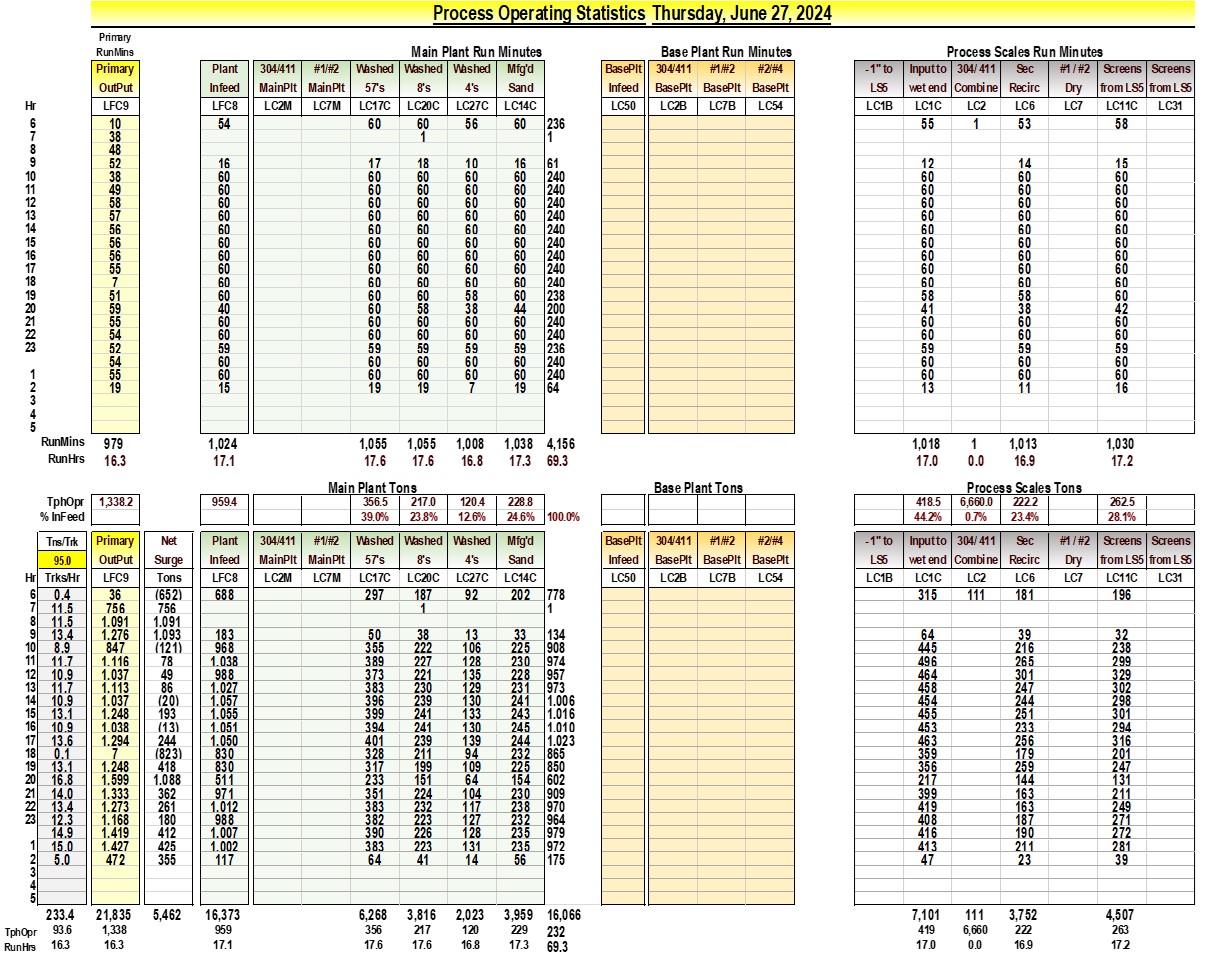 Process Operating Statistics Thursday, June 27, 2024
Primary
RunMins Main Plant Run Minutes Base Plant Run Minutes Process Scales Run Minutes
Primary Plant 304/411 #1/#2 Washed Washed Washed Mfg'd BasePlt 304/411 #1/#2 #2/#4 -1" to Input to 304/ 411 Sec #1 / #2 Screens Screens
OutPut Infeed MainPlt MainPlt 57's 8's 4's Sand Infeed BasePlt BasePlt BasePlt LS5 wet end Combine Recirc Dry from LS5 from LS5
Hr LFC9 LFC8 LC2M LC7M LC17C LC20C LC27C LC14C LC50 LC2B LC7B LC54 LC1B LC1C LC2 LC6 LC7 LC11C LC31
6 10 54 60 60 56 60 236 55 1 53 58
7 38 1 1
8 48
9 52 16 17 18 10 16 61 12 14 15
10 38 60 60 60 60 60 240 60 60 60
11 49 60 60 60 60 60 240 60 60 60
12 58 60 60 60 60 60 240 60 60 60
13 57 60 60 60 60 60 240 60 60 60
14 56 60 60 60 60 60 240 60 60 60
15 56 60 60 60 60 60 240 60 60 60
16 56 60 60 60 60 60 240 60 60 60
17 55 60 60 60 60 60 240 60 60 60
18 7 60 60 60 60 60 240 60 60 60
19 51 60 60 60 58 60 238 58 58 60
20 59 40 60 58 38 44 200 41 38 42
21 55 60 60 60 60 60 240 60 60 60
22 54 60 60 60 60 60 240 60 60 60
23 52 59 59 59 59 59 236 59 59 59
54 60 60 60 60 60 240 60 60 60
1 55 60 60 60 60 60 240 60 60 60
2 19 15 19 19 7 19 64 13 11 16
3
4
5
RunMins 979 1,024 1,055 1,055 1,008 1,038 4,156 1,018 1 1,013 1,030
RunHrs 16.3 17.1 17.6 17.6 16.8 17.3 69.3 17.0 0.0 16.9 17.2
Main Plant Tons Base Plant Tons Process Scales Tons
TphOpr 1,338.2 959.4 356.5 217.0 120.4 228.8 418.5 6,660.0 222.2 262.5
% InFeed 39.0% 23.8% 12.6% 24.6% 100.0% 44.2% 0.7% 23.4% 28.1%
Tns/Trk Primary Net Plant 304/411 #1/#2 Washed Washed Washed Mfg'd BasePlt 304/411 #1/#2 #2/#4 -1" to Input to 304/ 411 Sec #1 / #2 Screens Screens
95.0 OutPut Surge Infeed MainPlt MainPlt 57's 8's 4's Sand Infeed BasePlt BasePlt BasePlt LS5 wet end Combine Recirc Dry from LS5 from LS5
Hr Trks/Hr LFC9 Tons LFC8 LC2M LC7M LC17C LC20C LC27C LC14C LC50 LC2B LC7B LC54 LC1B LC1C LC2 LC6 LC7 LC11C LC31
6 0.4 36 (652) 688 297 187 92 202 778 315 111 181 196
7 11.5 756 756 1 1
8 11.5 1.091 1.091
9 13.4 1.276 1.093 183 50 38 13 33 134 64 39 32
10 8.9 847 (121) 968 355 222 106 225 908 445 216 238
11 11.7 1.116 78 1.038 389 227 128 230 974 496 265 299
12 10.9 1.037 49 988 373 221 135 228 957 464 301 329
13 11.7 1.113 86 1.027 383 230 129 231 973 458 247 302
14 10.9 1.037 (20) 1.057 396 239 130 241 1.006 454 244 298
15 13.1 1.248 193 1.055 399 241 133 243 1.016 455 251 301
16 10.9 1.038 (13) 1.051 394 241 130 245 1.010 453 233 294
17 13.6 1.294 244 1.050 401 239 139 244 1.023 463 256 316
18 0.1 7 (823) 830 328 211 94 232 865 359 179 201
19 13.1 1.248 418 830 317 199 109 225 850 356 259 247
20 16.8 1.599 1.088 511 233 151 64 154 602 217 144 131
21 14.0 1.333 362 971 351 224 104 230 909 399 163 211
22 13.4 1.273 261 1.012 383 232 117 238 970 419 163 249
23 12.3 1.168 180 988 382 223 127 232 964 408 187 271
14.9 1.419 412 1.007 390 226 128 235 979 416 190 272
1 15.0 1.427 425 1.002 383 223 131 235 972 413 211 281
2 5.0 472 355 117 64 41 14 56 175 47 23 39
3
4
5
233.4 21,835 5,462 16,373 6,268 3,816 2,023 3,959 16,066 7,101 111 3,752 4,507
TphOpr 93.6 1,338 959 356 217 120 229 232 419 6,660 222 263
RunHrs 16.3 16.3 17.1 17.6 17.6 16.8 17.3 69.3 17.0 0.0 16.9 17.2